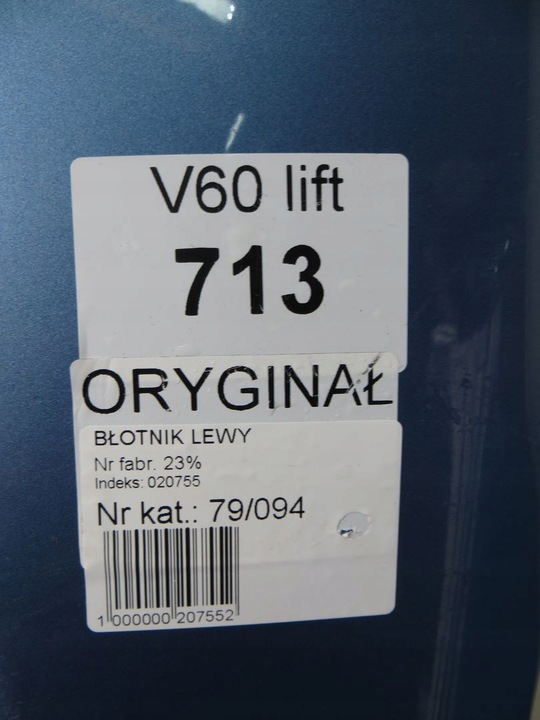 V60 lift
713
ORYGINAŁ
BŁOTNIK LEWY
Nr fabr. 23%
Indeks: 020755
Nr kat.: 79/094
1 000000 207552